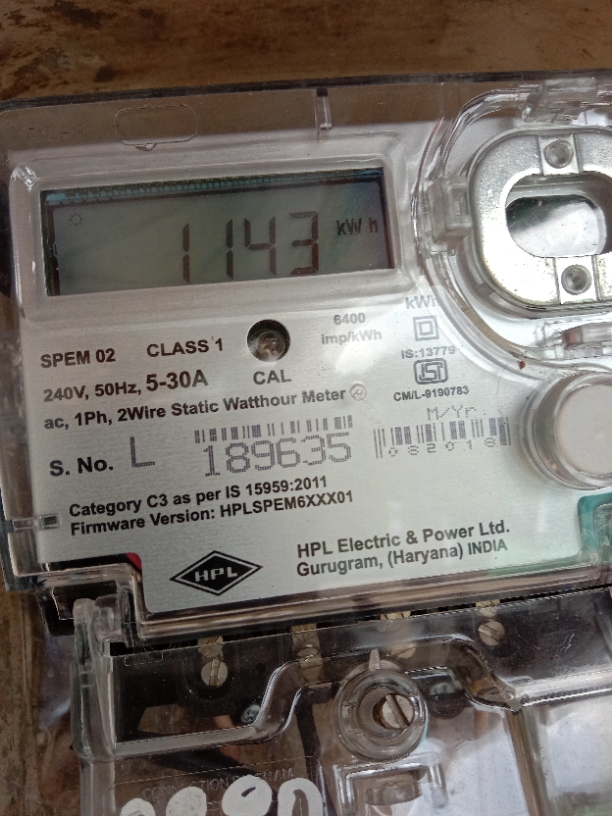 1143 kWh
kWh
6400
imp/kWh
IS:13779
ISI
CM/L-9190783
SPEM 02 CLASS 1
240V, 50Hz, 5-30A CAL
ac, 1Ph, 2Wire Static Watthour Meter
M/Yr.
S. No. L 189635
082018
Category C3 as per IS 15959:2011
Firmware Version: HPLSPEM6XXX01
HPL
HPL Electric & Power Ltd.
Gurugram, (Haryana) INDIA